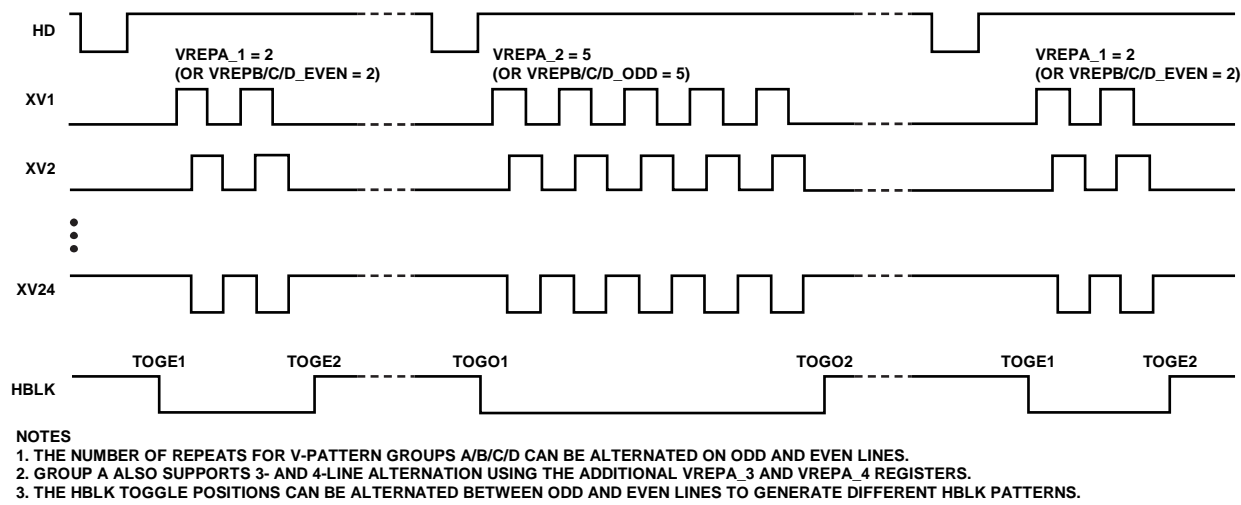 HD
VREPA_1 = 2
(OR VREPB/C/D_EVEN = 2)
VREPA_2 = 5
(OR VREPB/C/D_ODD = 5)
VREPA_1 = 2
(OR VREPB/C/D_EVEN = 2)
XV1
XV2
XV24
TOGE1 TOGE2 TOGO1 TOGO2 TOGE1 TOGE2
HBLK
NOTES
1. THE NUMBER OF REPEATS FOR V-PATTERN GROUPS A/B/C/D CAN BE ALTERNATED ON ODD AND EVEN LINES.
2. GROUP A ALSO SUPPORTS 3- AND 4-LINE ALTERNATION USING THE ADDITIONAL VREPA_3 AND VREPA_4 REGISTERS.
3. THE HBLK TOGGLE POSITIONS CAN BE ALTERNATED BETWEEN ODD AND EVEN LINES TO GENERATE DIFFERENT HBLK PATTERNS.